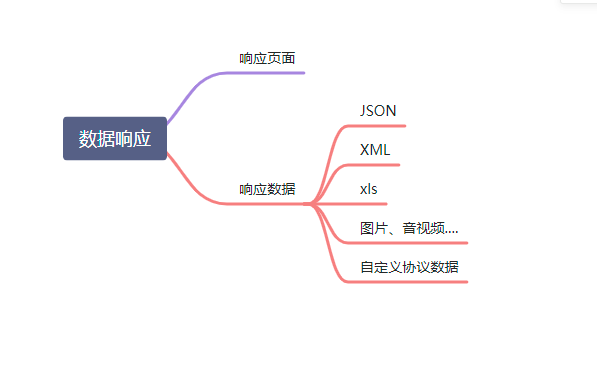 响应页面
数据响应
响应数据
JSON
XML
xls
图片、音视频....
自定义协议数据